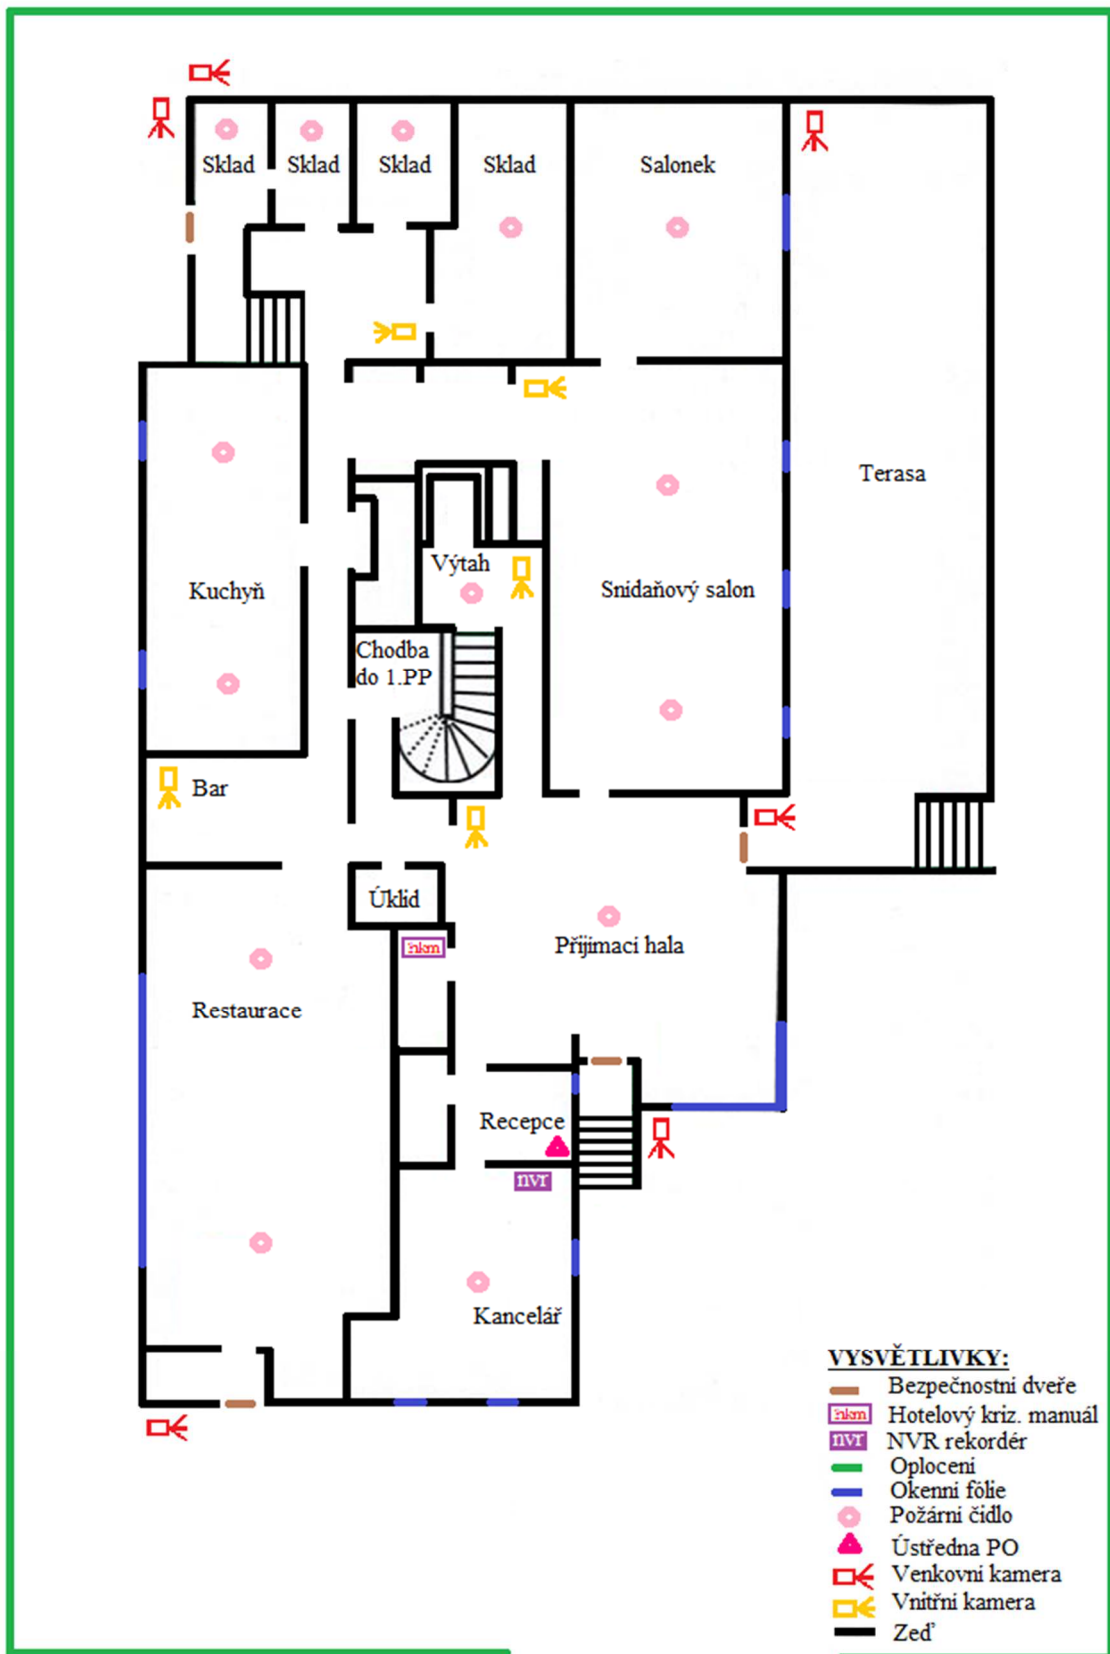 Sklad
Sklad
Sklad
Sklad
Salonek
Terasa
Výtah
Kuchyň
Snídaňový salon
Chodba
do 1.PP
Bar
Úklid
hkm
Přijímací hala
Restaurace
Recepce
nvr
Kancelář
VYSVĚTLIVKY:
Bezpečnostní dveře
hkm Hotelový kriz. manuál
nvr NVR rekordér
Oplocení
Okenní fólie
Požární čidlo
Ústředna PO
Venkovní kamera
Vnitřní kamera
Zeď